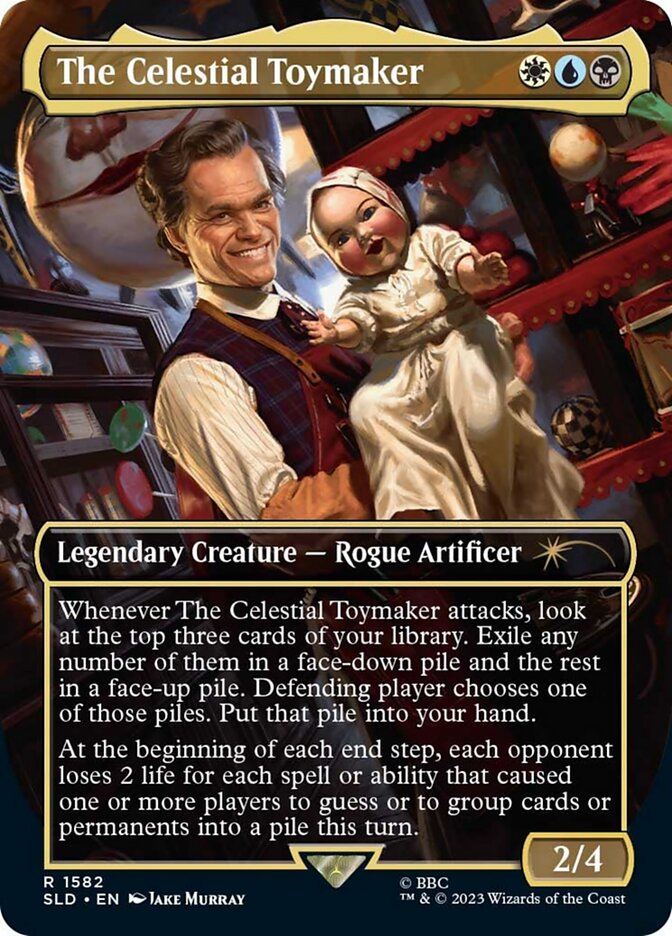 The Celestial Toymaker
Legendary Creature — Rogue Artificer
Whenever The Celestial Toymaker attacks, look
at the top three cards of your library. Exile any
number of them in a face-down pile and the rest
in a face-up pile. Defending player chooses one
of those piles. Put that pile into your hand.
At the beginning of each end step, each opponent
loses 2 life for each spell or ability that caused
one or more players to guess or to group cards or
permanents into a pile this turn.
2/4
R 1582
SLD • EN Jake Murray
© BBC
™ & © 2023 Wizards of the Coast